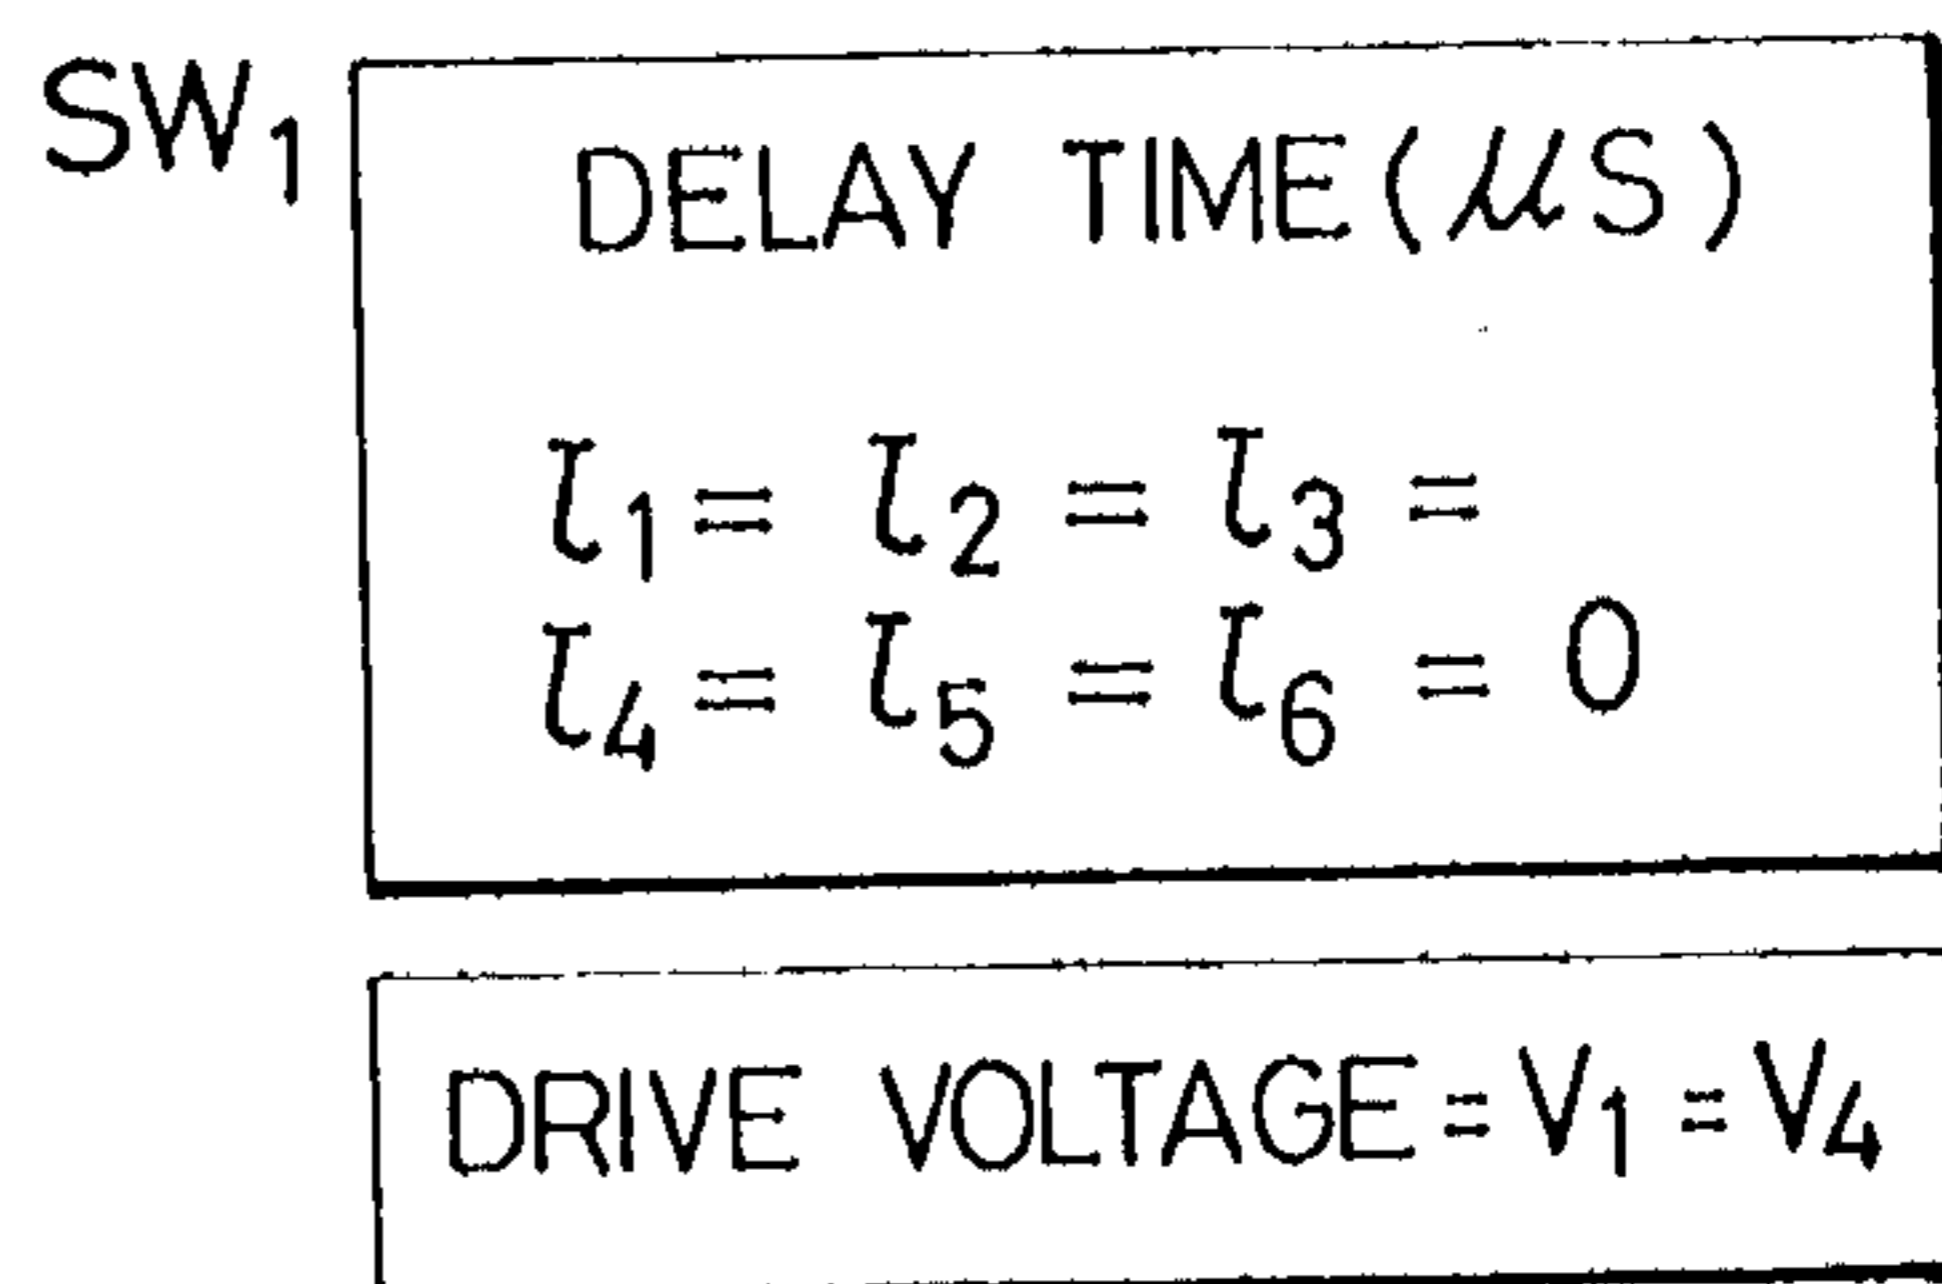 SW₁
DELAY TIME(μS)
τ₁= τ₂ = τ₃ =
τ₄= τ₅ = τ₆ = 0
DRIVE VOLTAGE=V₁=V₄